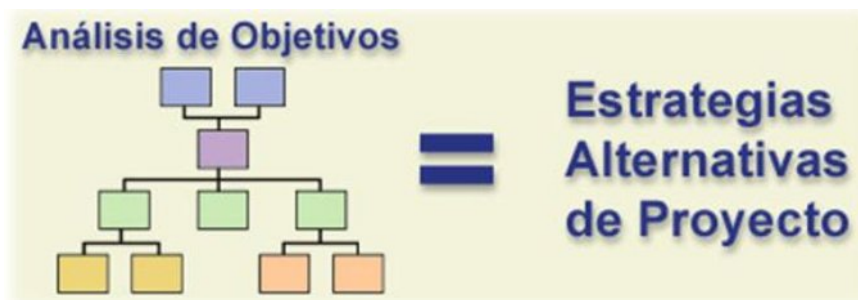 Análisis de Objetivos
=
Estrategias
Alternativas
de Proyecto